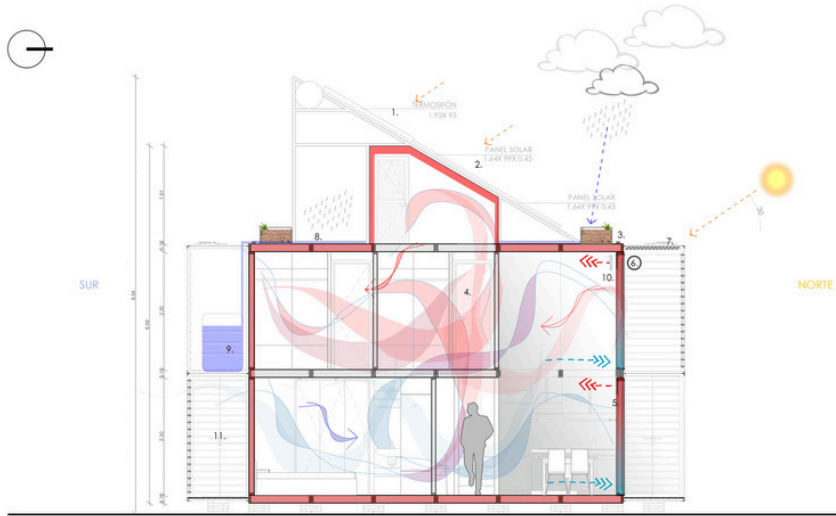 1.
TERMOSIFÓN
1.92X 93
PANEL SOLAR
1.64X 99X 0.45
2.
PANEL SOLAR
1.64X 99X 0.45
30
8.
3.
7.
6.
10.
4.
SUR
NORTE
9.
5.
11.